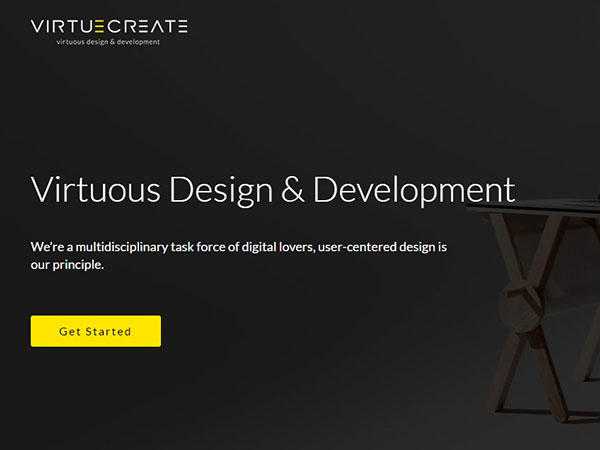 VIRTUECREATE
virtuous design & development
Virtuous Design & Development
We're a multidisciplinary task force of digital lovers, user-centered design is
our principle.
Get Started